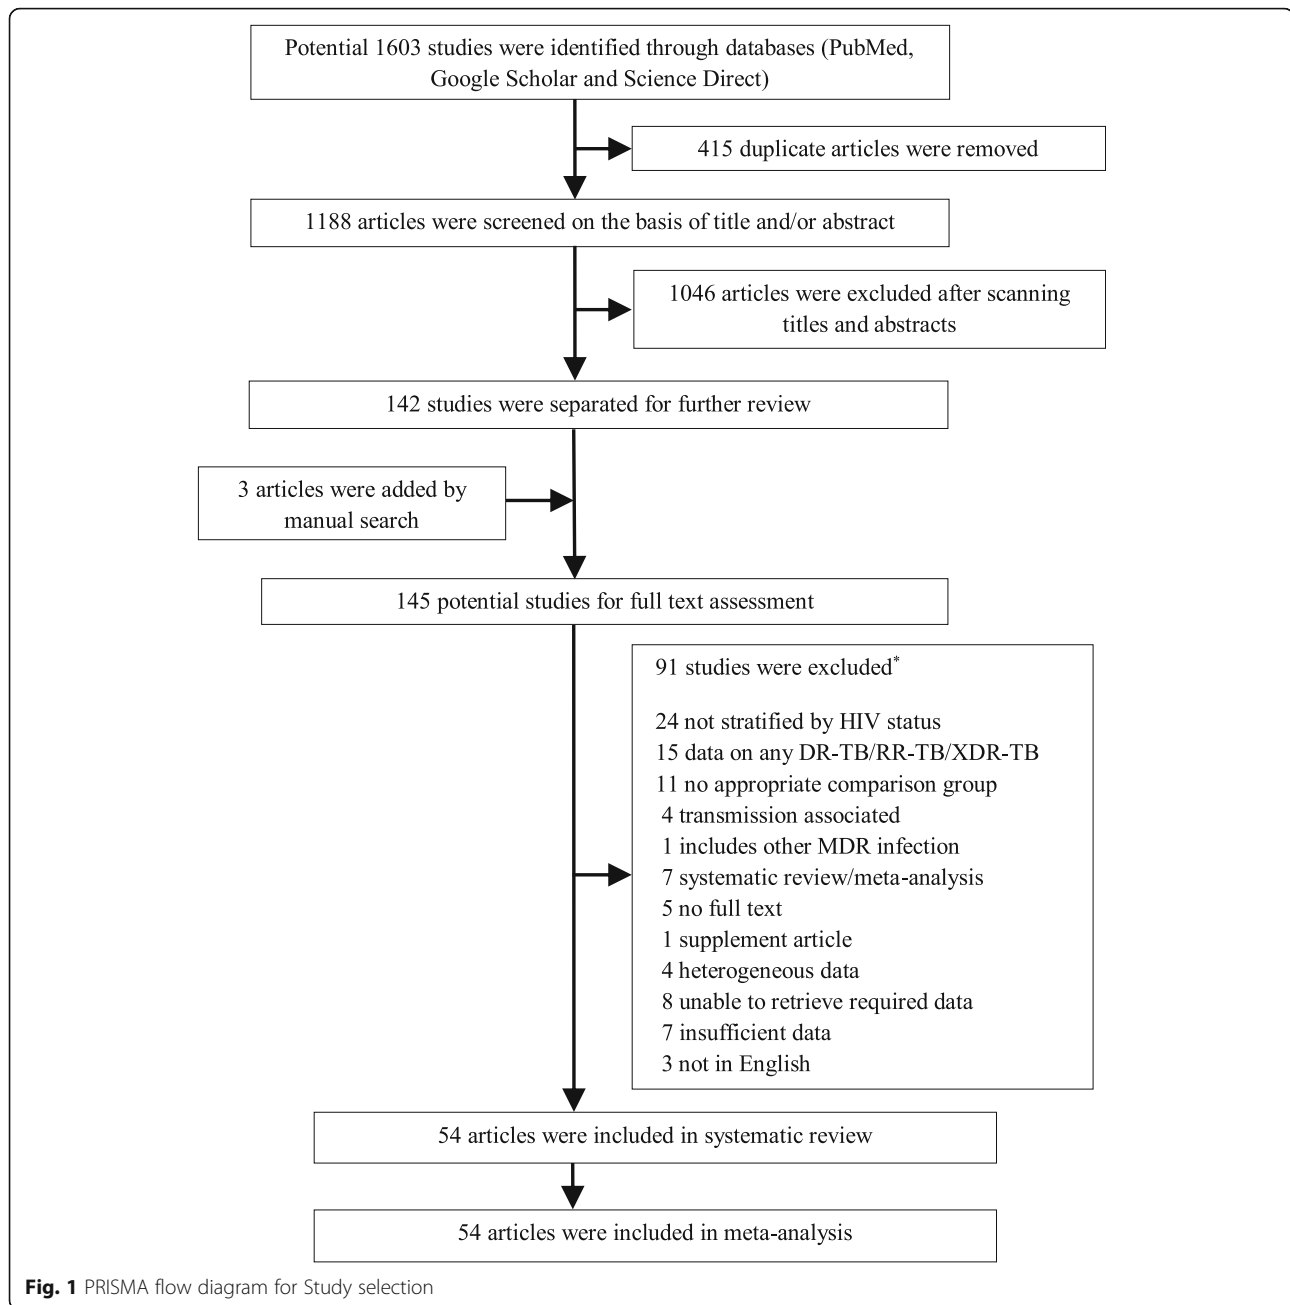 Potential 1603 studies were identified through databases (PubMed,
Google Scholar and Science Direct)
415 duplicate articles were removed
1188 articles were screened on the basis of title and/or abstract
1046 articles were excluded after scanning
titles and abstracts
142 studies were separated for further review
3 articles were added by
manual search
145 potential studies for full text assessment
91 studies were excluded*
24 not stratified by HIV status
15 data on any DR-TB/RR-TB/XDR-TB
11 no appropriate comparison group
4 transmission associated
1 includes other MDR infection
7 systematic review/meta-analysis
5 no full text
1 supplement article
4 heterogeneous data
8 unable to retrieve required data
7 insufficient data
3 not in English
54 articles were included in systematic review
54 articles were included in meta-analysis
Fig. 1 PRISMA flow diagram for Study selection